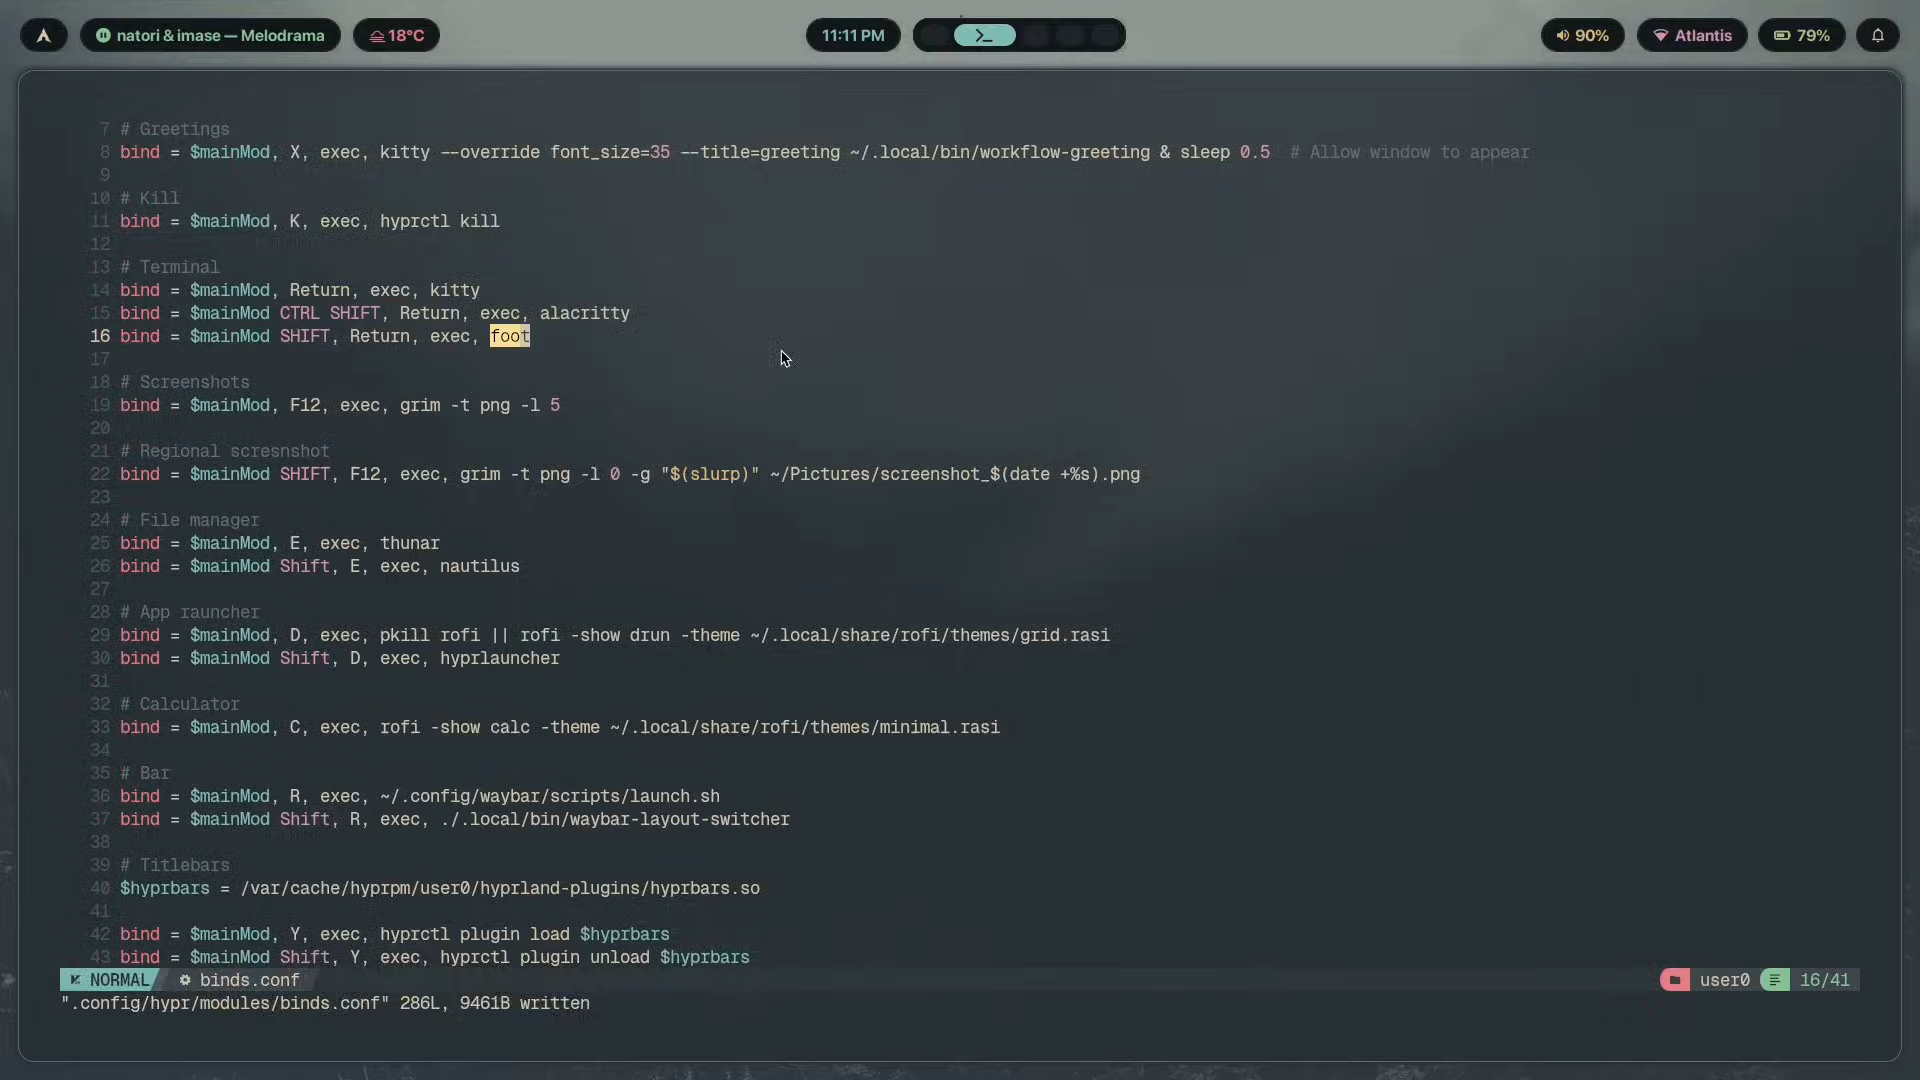 natori & imase — Melodrama
18°C
11:11 PM
>_
90%
Atlantis
79%
7 # Greetings
8 bind = $mainMod, X, exec, kitty --override font_size=35 --title=greeting ~/.local/bin/workflow-greeting & sleep 0.5  # Allow window to appear
9
10 # Kill
11 bind = $mainMod, K, exec, hyprctl kill
12
13 # Terminal
14 bind = $mainMod, Return, exec, kitty
15 bind = $mainMod CTRL SHIFT, Return, exec, alacritty
16 bind = $mainMod SHIFT, Return, exec, foot
17
18 # Screenshots
19 bind = $mainMod, F12, exec, grim -t png -l 5
20
21 # Regional scresnshot
22 bind = $mainMod SHIFT, F12, exec, grim -t png -l 0 -g "$(slurp)" ~/Pictures/screenshot_$(date +%s).png
23
24 # File manager
25 bind = $mainMod, E, exec, thunar
26 bind = $mainMod Shift, E, exec, nautilus
27
28 # App rauncher
29 bind = $mainMod, D, exec, pkill rofi || rofi -show drun -theme ~/.local/share/rofi/themes/grid.rasi
30 bind = $mainMod Shift, D, exec, hyprlauncher
31
32 # Calculator
33 bind = $mainMod, C, exec, rofi -show calc -theme ~/.local/share/rofi/themes/minimal.rasi
34
35 # Bar
36 bind = $mainMod, R, exec, ~/.config/waybar/scripts/launch.sh
37 bind = $mainMod Shift, R, exec, ./.local/bin/waybar-layout-switcher
38
39 # Titlebars
40 $hyprbars = /var/cache/hyprpm/user0/hyprland-plugins/hyprbars.so
41
42 bind = $mainMod, Y, exec, hyprctl plugin load $hyprbars
43 bind = $mainMod Shift, Y, exec, hyprctl plugin unload $hyprbars
NORMAL binds.conf user0 16/41
".config/hypr/modules/binds.conf" 286L, 9461B written